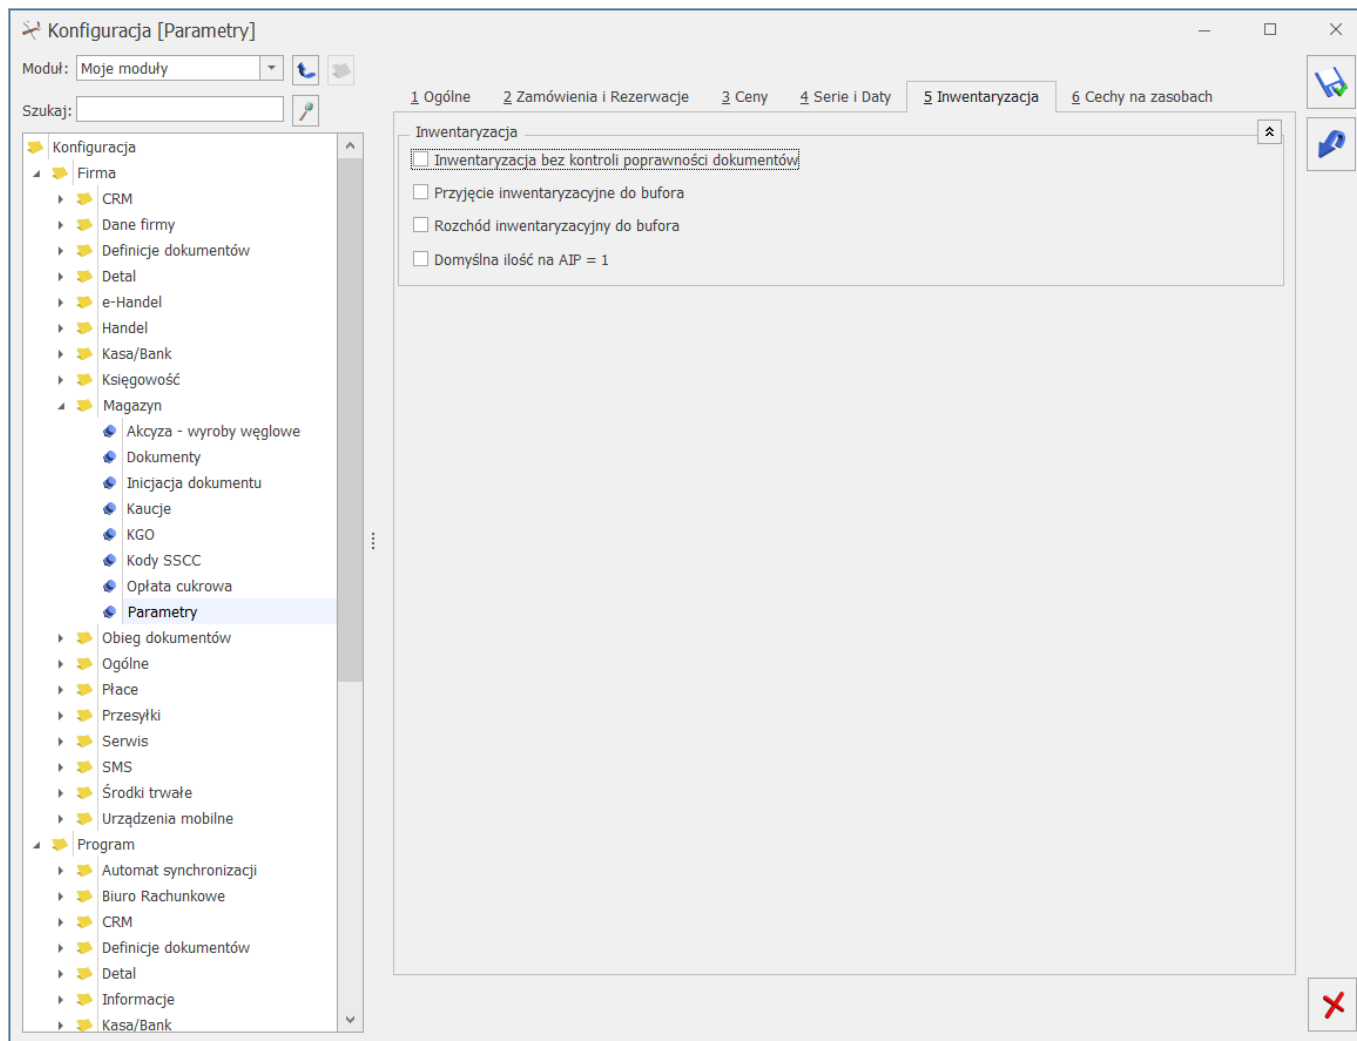 Konfiguracja [Parametry]
Moduł: Moje moduły
Szukaj:
Konfiguracja
Firma
CRM
Dane firmy
Definicje dokumentów
Detal
e-Handel
Handel
Kasa/Bank
Księgowość
Magazyn
Akcyza - wyroby węglowe
Dokumenty
Inicjacja dokumentu
Kaucje
KGO
Kody SSCC
Opłata cukrowa
Parametry
Obieg dokumentów
Ogólne
Płace
Przesyłki
Serwis
SMS
Środki trwałe
Urządzenia mobilne
Program
Automat synchronizacji
Biuro Rachunkowe
CRM
Definicje dokumentów
Detal
Informacje
Kasa/Bank
1 Ogólne 2 Zamówienia i Rezerwacje 3 Ceny 4 Serie i Daty 5 Inwentaryzacja 6 Cechy na zasobach
Inwentaryzacja
Inwentaryzacja bez kontroli poprawności dokumentów
Przyjęcie inwentaryzacyjne do bufora
Rozchód inwentaryzacyjny do bufora
Domyślna ilość na AIP = 1